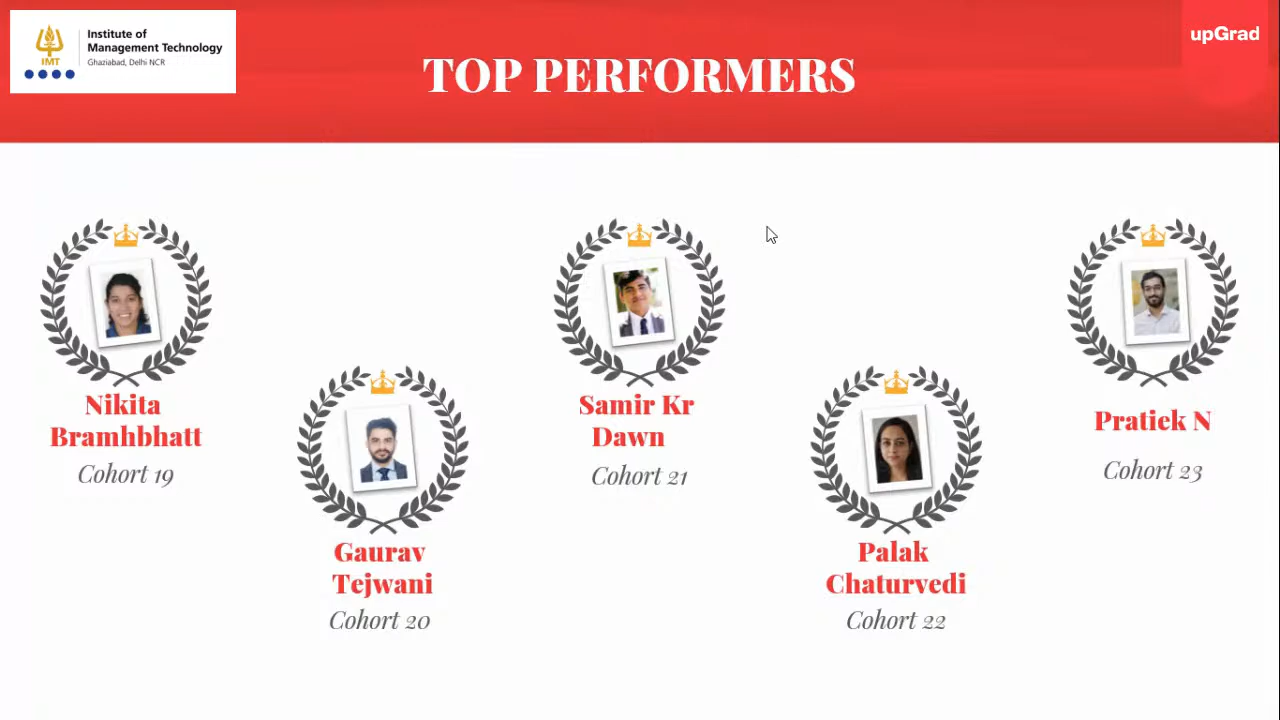 Institute of
Management Technology
Ghaziabad, Delhi NCR
IMT
upGrad
TOP PERFORMERS
Nikita
Bramhbhatt
Cohort 19
Gaurav
Tejwani
Cohort 20
Samir Kr
Dawn
Cohort 21
Palak
Chaturvedi
Cohort 22
Pratiek N
Cohort 23